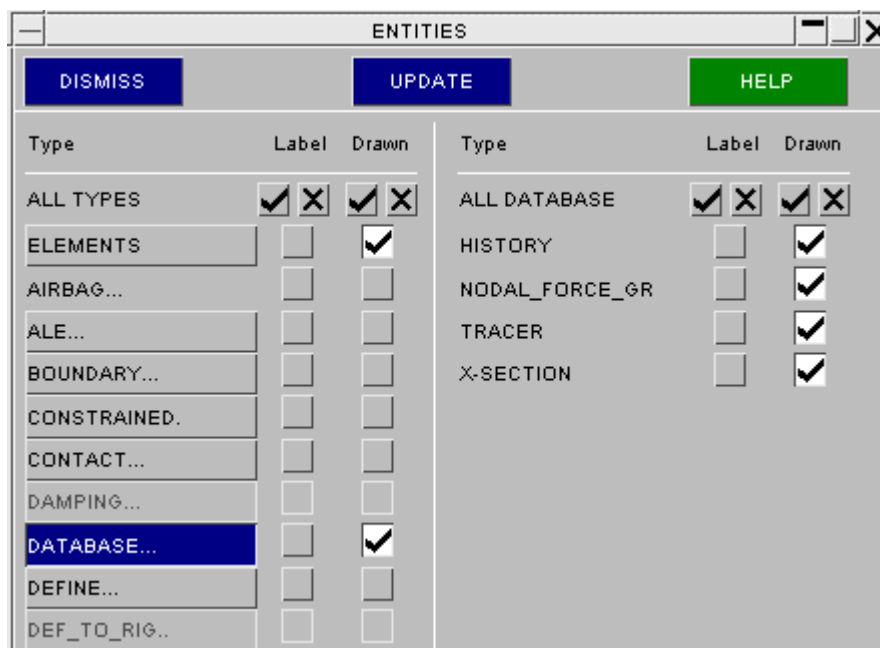 ENTITIES
DISMISS
UPDATE
HELP
Type Label Drawn
ALL TYPES
ELEMENTS
AIRBAG...
ALE...
BOUNDARY...
CONSTRAINED.
CONTACT...
DAMPING...
DATABASE...
DEFINE...
DEF_TO_RIG..
Type Label Drawn
ALL DATABASE
HISTORY
NODAL_FORCE_GR
TRACER
X-SECTION